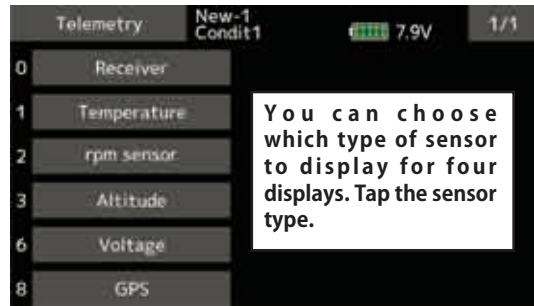 Telemetry New-1 Condit1 7.9V 1/1
0 Receiver
1 Temperature
2 rpm sensor
3 Altitude
6 Voltage
8 GPS
You can choose
which type of sensor
to display for four
displays. Tap the sensor
type.